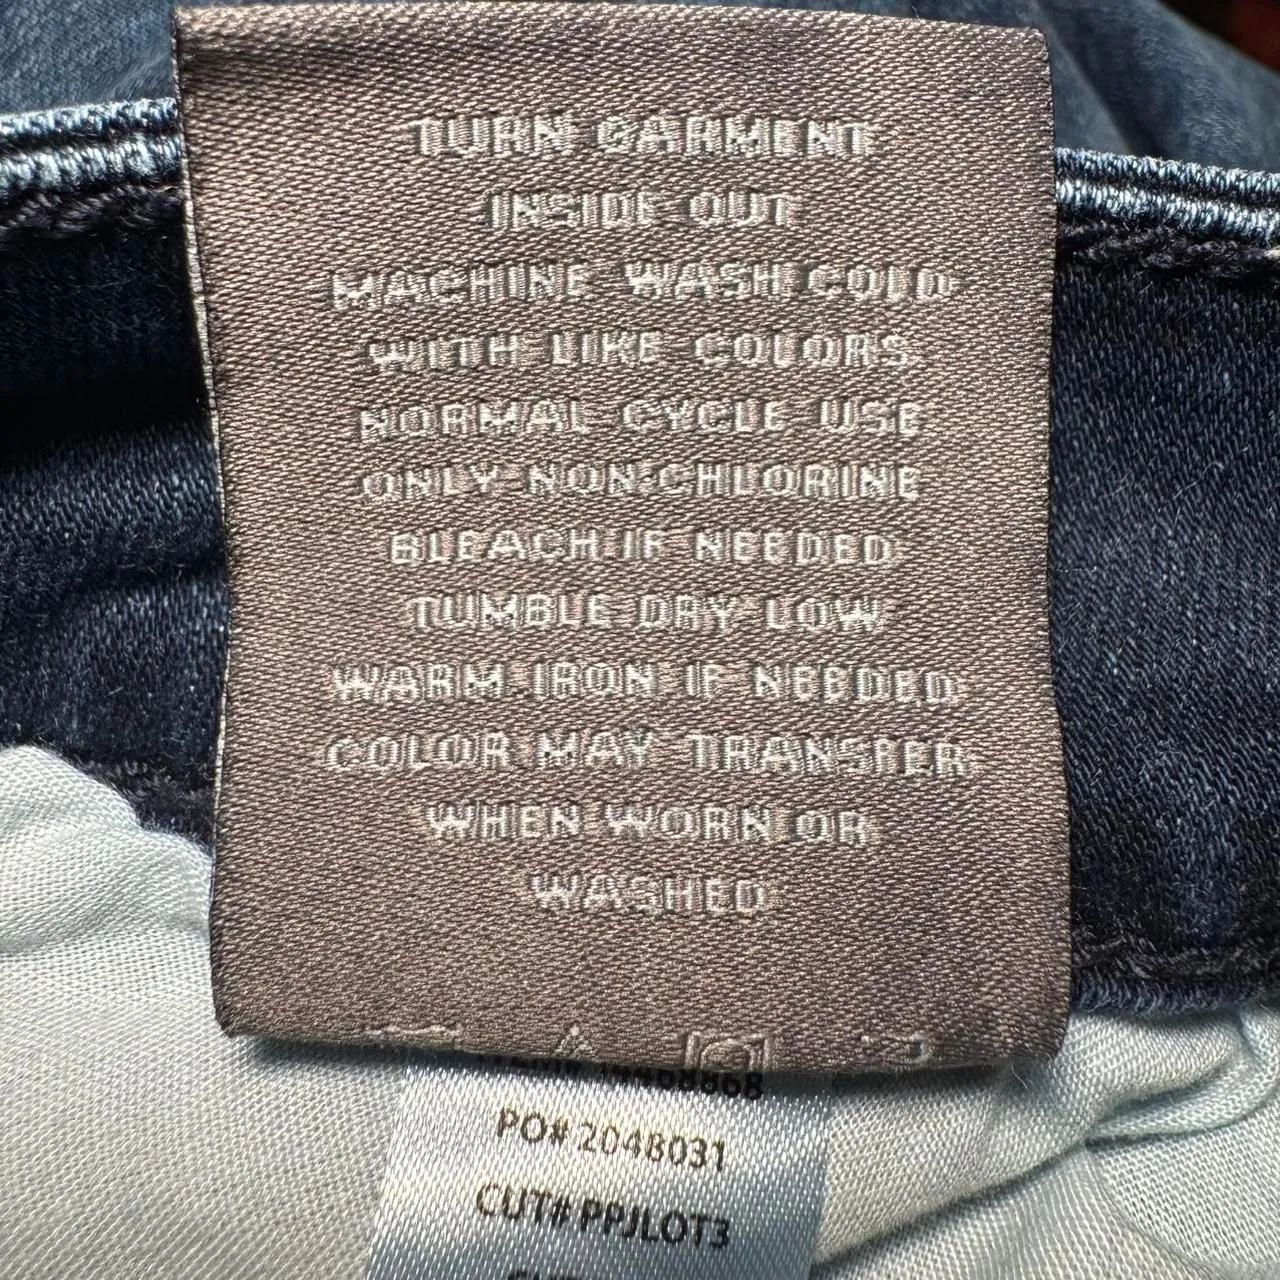 TURN GARMENT
INSIDE OUT
MACHINE WASH COLD
WITH LIKE COLORS.
NORMAL CYCLE USE
ONLY NON-CHLORINE
BLEACH IF NEEDED
TUMBLE DRY LOW
WARM IRON IF NEEDED
COLOR MAY TRANSFER
WHEN WORN OR
WASHED
PO# 2048031
CUT# PPJLOT3